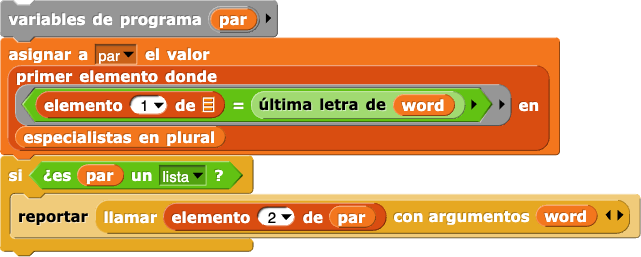 variables de programa par
asignar a par el valor
primer elemento donde
elemento 1 de = última letra de word en
especialistas en plural
si ¿es par un lista ?
reportar llamar elemento 2 de par con argumentos word